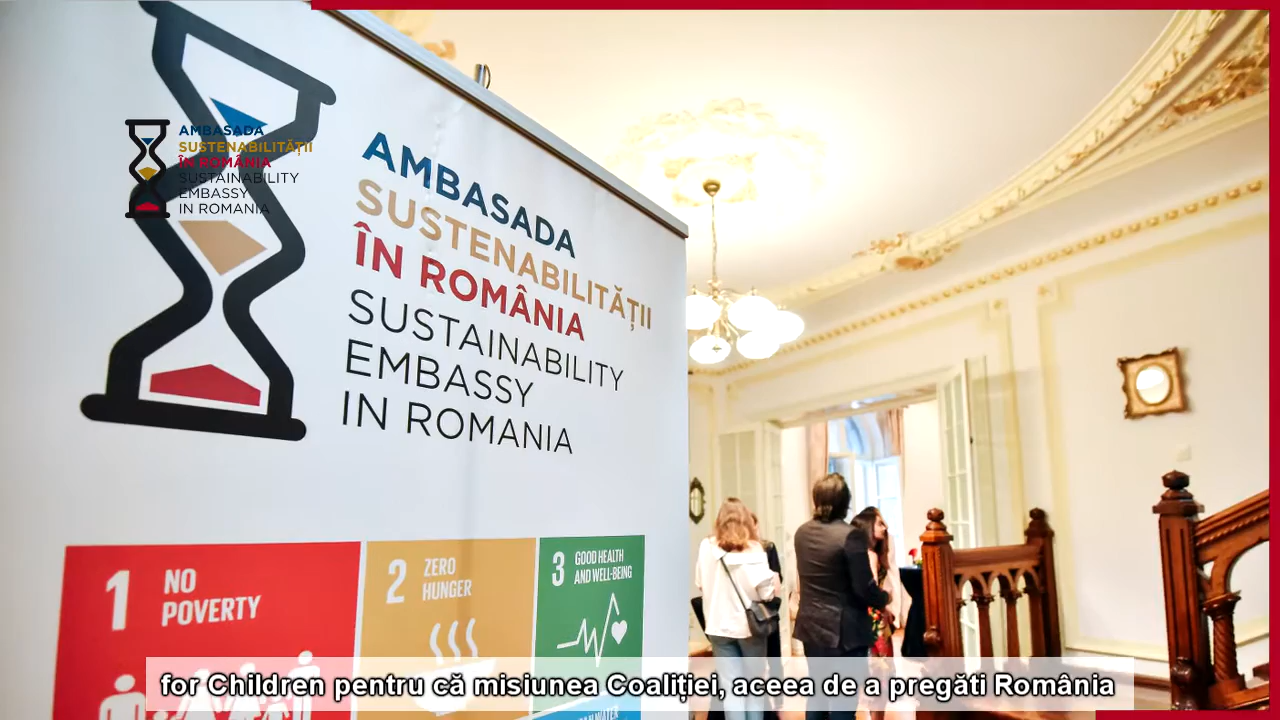 AMBASADA
SUSTENABILITĂȚII
ÎN ROMÂNIA
SUSTAINABILITY
EMBASSY
IN ROMANIA
AMBASADA
SUSTENABILITĂȚII
ÎN ROMÂNIA
SUSTAINABILITY
EMBASSY
IN ROMANIA
1 NO
POVERTY
2 ZERO
HUNGER
3 GOOD HEALTH
AND WELL-BEING
for Children pentru că misiunea Coaliției, aceea de a pregăti România